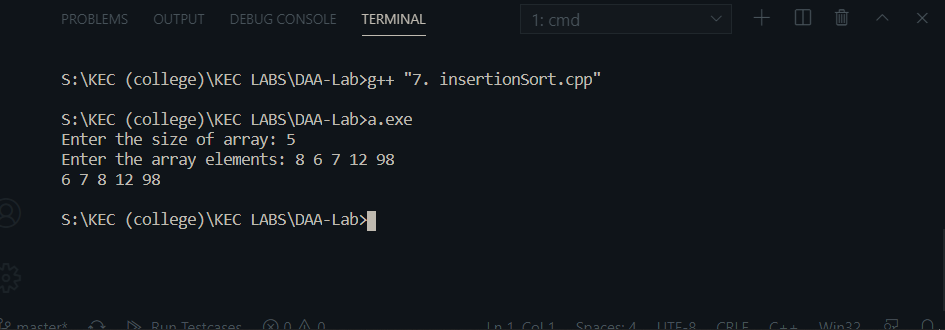 PROBLEMS OUTPUT DEBUG CONSOLE TERMINAL 1: cmd
S:\KEC (college)\KEC LABS\DAA-Lab>g++ "7. insertionSort.cpp"
S:\KEC (college)\KEC LABS\DAA-Lab>a.exe
Enter the size of array: 5
Enter the array elements: 8 6 7 12 98
6 7 8 12 98
S:\KEC (college)\KEC LABS\DAA-Lab>
master* Run Testcases 0 0 Ln 1, Col 1 Spaces: 4 UTF-8 CRLF C++ Win32